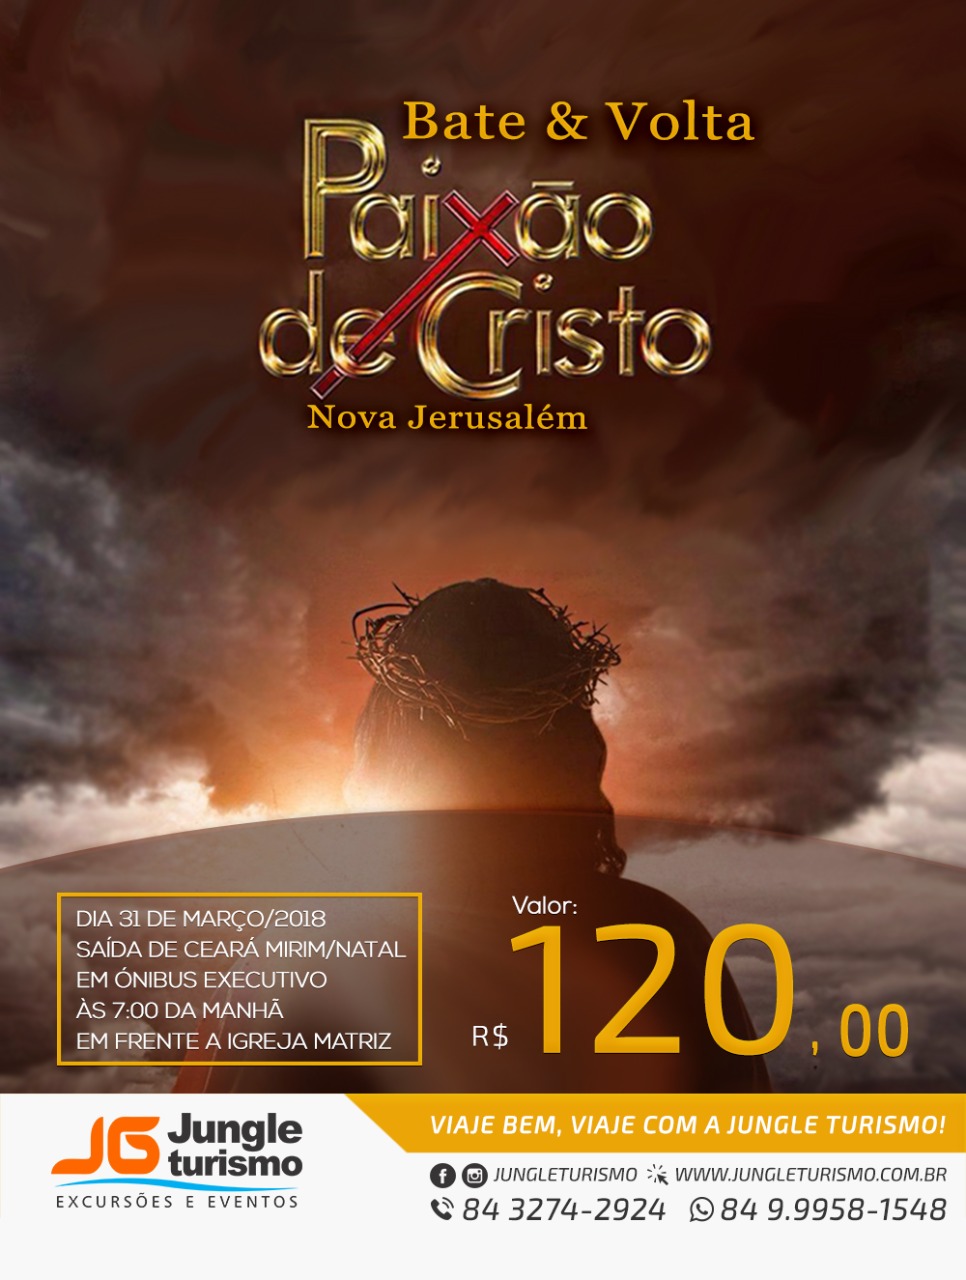 Bate & Volta
Paixão
de Cristo
Nova Jerusalém
DIA 31 DE MARÇO/2018
SAÍDA DE CEARÁ MIRIM/NATAL
EM ÓNIBUS EXECUTIVO
ÀS 7:00 DA MANHÃ
EM FRENTE A IGREJA MATRIZ
Valor:
R$ 120,00
JG Jungle
turismo
EXCURSÕES E EVENTOS
VIAJE BEM, VIAJE COM A JUNGLE TURISMO!
JUNGLETURISMO WWW.JUNGLETURISMO.COM.BR
84 3274-2924 84 9.9958-1548